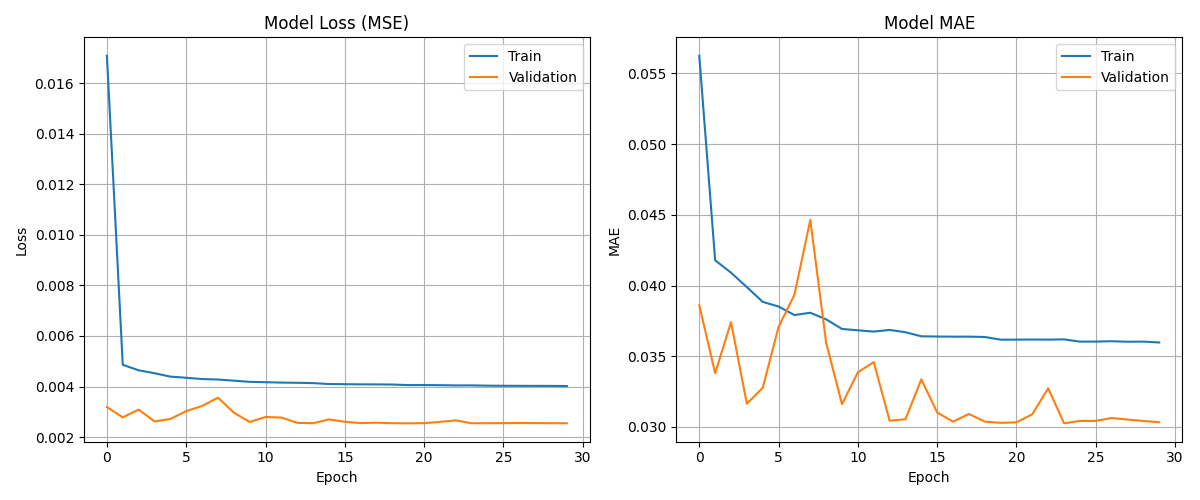 Model Loss (MSE)
Train
Validation
0.016
0.014
0.012
0.010
0.008
0.006
0.004
0.002
Loss
0 5 10 15 20 25 30
Epoch
Model MAE
Train
Validation
0.055
0.050
0.045
0.040
0.035
0.030
MAE
0 5 10 15 20 25 30
Epoch